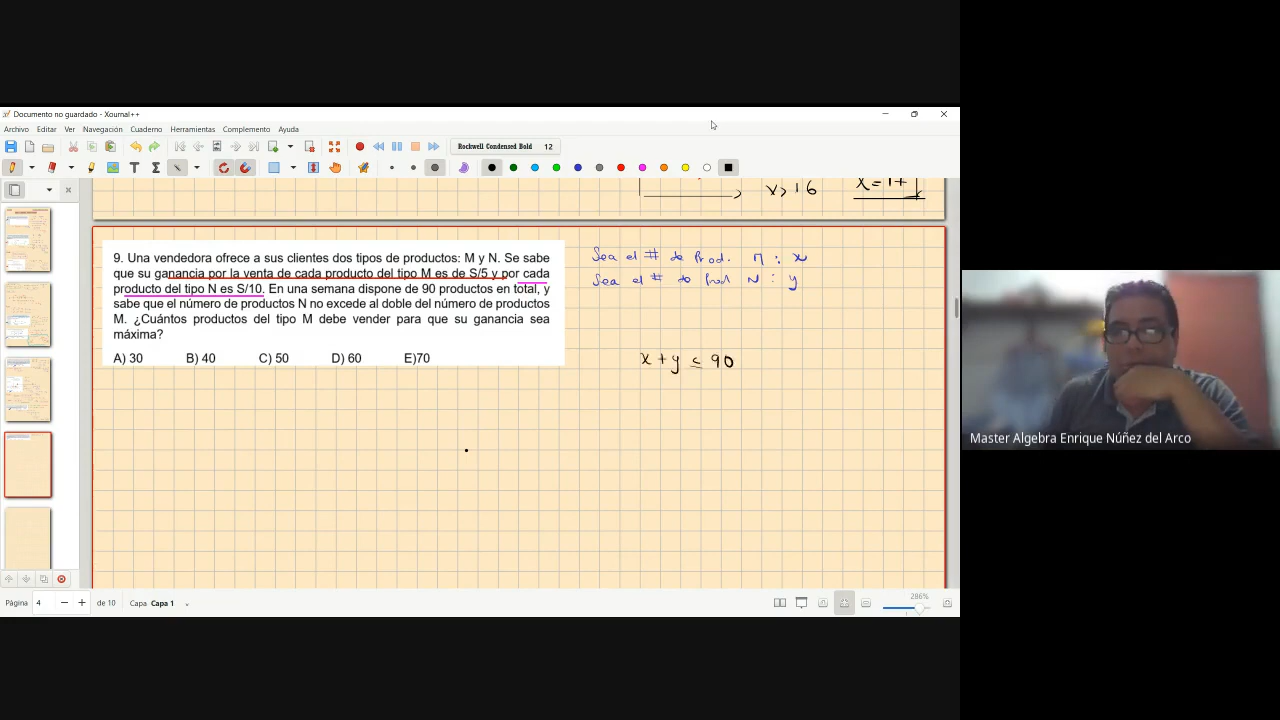 Documento no guardado - Xournal++
Archivo Editar Ver Navegación Cuaderno Herramientas Complemento Ayuda
Rockwell Condensed Bold 12
x > 16
9. Una vendedora ofrece a sus clientes dos tipos de productos: M y N. Se sabe
que su ganancia por la venta de cada producto del tipo M es de S/5 y por cada
producto del tipo N es S/10. En una semana dispone de 90 productos en total, y
sabe que el número de productos N no excede al doble del número de productos
M. ¿Cuántos productos del tipo M debe vender para que su ganancia sea
máxima?
A) 30 B) 40 C) 50 D) 60 E)70
Sea el # de Prod. M : x
Sea el # de Prod N : y
x + y ≤ 90
Master Algebra Enrique Núñez del Arco
Página 4 de 10 Capa Capa 1
286%